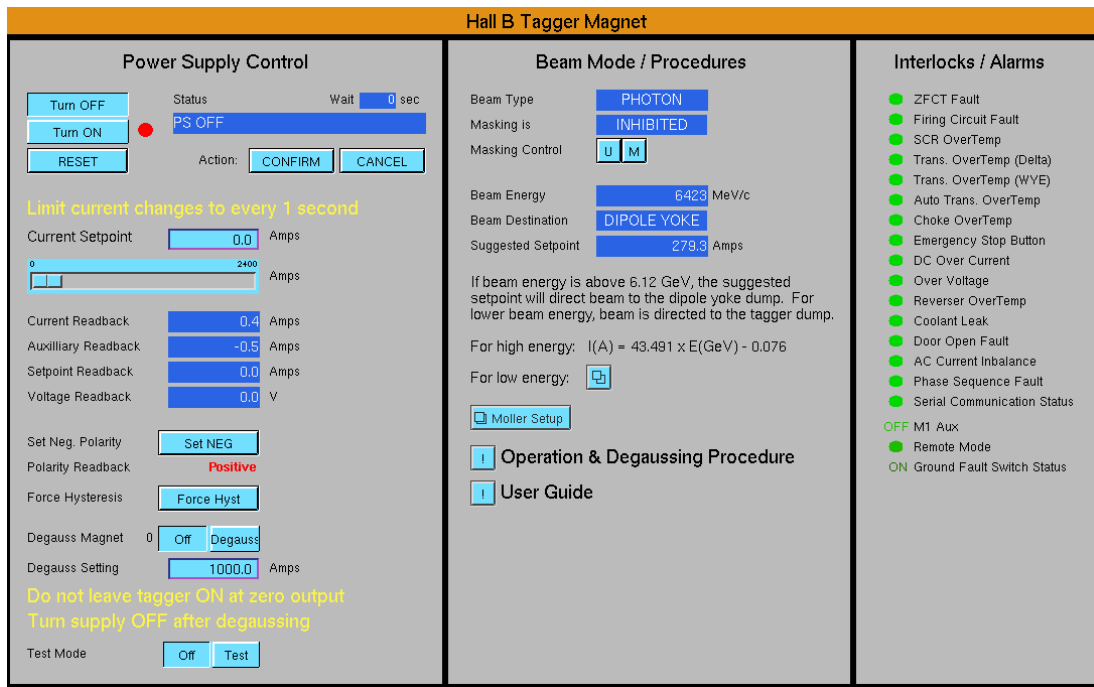 Hall B Tagger Magnet
Power Supply Control
Turn OFF
Status
Wait 0 sec
PS OFF
Turn ON
RESET
Action: CONFIRM CANCEL
Limit current changes to every 1 second
Current Setpoint 0.0 Amps
0 2400
Amps
Current Readback 0.4 Amps
Auxilliary Readback -0.5 Amps
Setpoint Readback 0.0 Amps
Voltage Readback 0.0 V
Set Neg. Polarity Set NEG
Polarity Readback Positive
Force Hysteresis Force Hyst
Degauss Magnet 0 Off Degauss
Degauss Setting 1000.0 Amps
Do not leave tagger ON at zero output
Turn supply OFF after degaussing
Test Mode Off Test
Beam Mode / Procedures
Beam Type PHOTON
Masking is INHIBITED
Masking Control U M
Beam Energy 6423 MeV/c
Beam Destination DIPOLE YOKE
Suggested Setpoint 279.3 Amps
If beam energy is above 6.12 GeV, the suggested
setpoint will direct beam to the dipole yoke dump. For
lower beam energy, beam is directed to the tagger dump.
For high energy: I(A) = 43.491 x E(GeV) - 0.076
For low energy:
Moller Setup
! Operation & Degaussing Procedure
! User Guide
Interlocks / Alarms
ZFCT Fault
Firing Circuit Fault
SCR OverTemp
Trans. OverTemp (Delta)
Trans. OverTemp (WYE)
Auto Trans. OverTemp
Choke OverTemp
Emergency Stop Button
DC Over Current
Over Voltage
Reverser OverTemp
Coolant Leak
Door Open Fault
AC Current Inbalance
Phase Sequence Fault
Serial Communication Status
OFF M1 Aux
Remote Mode
ON Ground Fault Switch Status